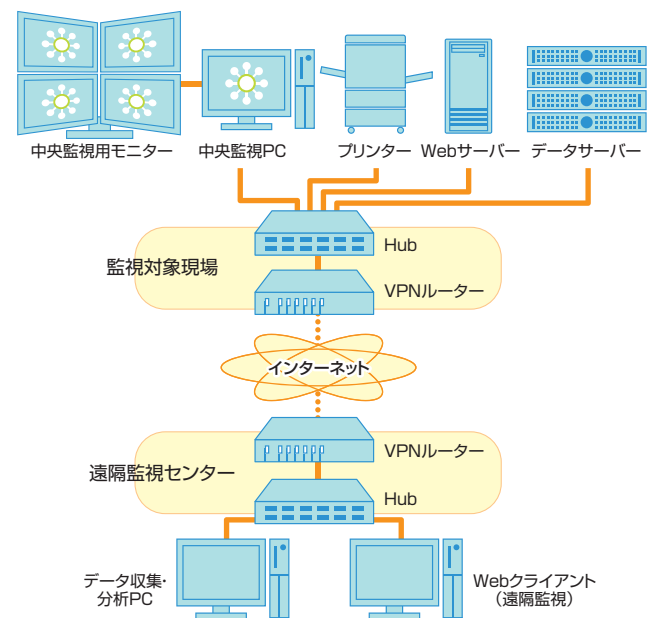 中央監視用モニター
中央監視PC
プリンター
Webサーバー
データサーバー
Hub
監視対象現場
VPNルーター
インターネット
VPNルーター
遠隔監視センター
Hub
データ収集・
分析PC
Webクライアント
（遠隔監視）